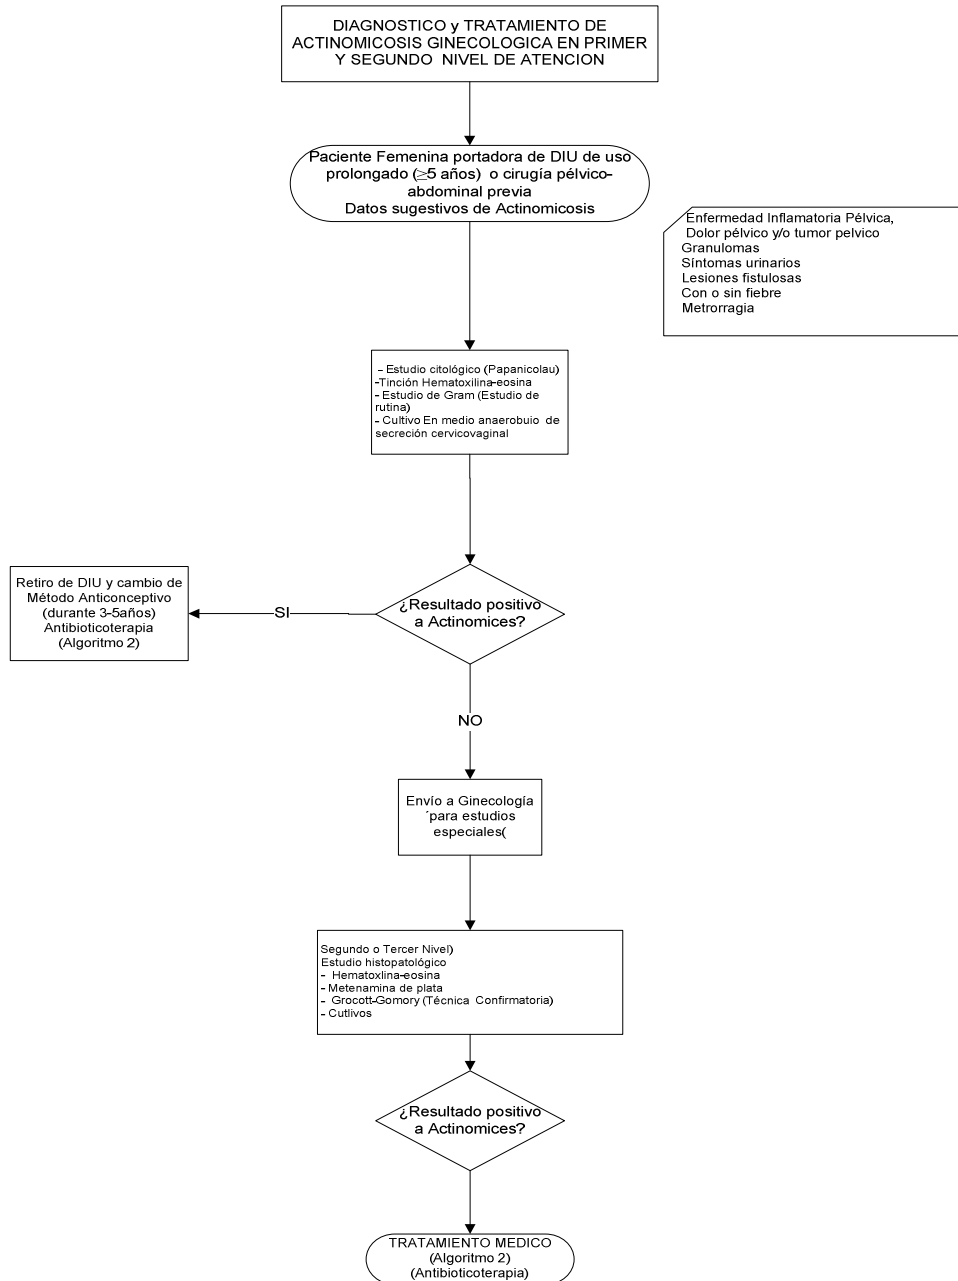 DIAGNOSTICO y TRATAMIENTO DE
ACTINOMICOSIS GINECOLOGICA EN PRIMER
Y SEGUNDO NIVEL DE ATENCION
Paciente Femenina portadora de DIU de uso
prolongado (≥5 años) o cirugía pélvico-
abdominal previa
Datos sugestivos de Actinomicosis
Enfermedad Inflamatoria Pélvica,
Dolor pélvico y/o tumor pelvico
Granulomas
Síntomas urinarios
Lesiones fistulosas
Con o sin fiebre
Metrorragia
- Estudio citológico (Papanicolau)
-Tinción Hematoxilina-eosina
- Estudio de Gram (Estudio de
rutina)
- Cultivo En medio anaerobuio de
secreción cervicovaginal
¿Resultado positivo
a Actinomices?
SI
Retiro de DIU y cambio de
Método Anticonceptivo
(durante 3-5años)
Antibioticoterapia
(Algoritmo 2)
NO
Envío a Ginecología
´para estudios
especiales(
Segundo o Tercer Nivel)
Estudio histopatológico
- Hematoxlina-eosina
- Metenamina de plata
- Grocott-Gomory (Técnica Confirmatoria)
- Cutlivos
¿Resultado positivo
a Actinomices?
TRATAMIENTO MEDICO
(Algoritmo 2)
(Antibioticoterapia)